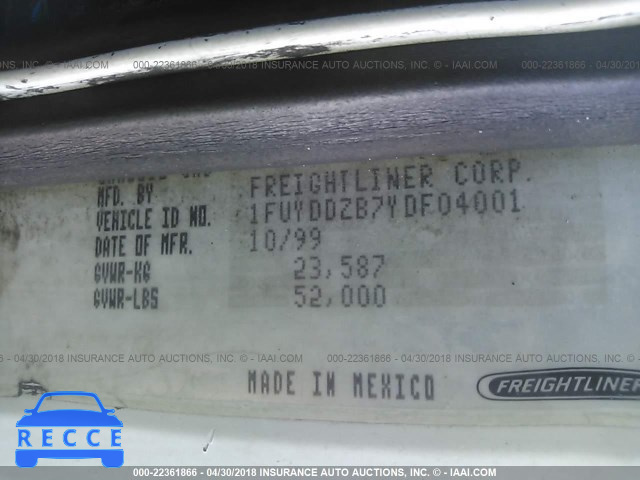 000-22361866 - 04/30/2018 INSURANCE AUTO AUCTIONS, INC. © - IAAI.COM
MFD. BY FREIGHTLINER CORP.
VEHICLE ID NO. 1FUYDDZB7YDF04001
DATE OF MFR. 10/99
GVWR-KG 23,587
GVWR-LBS 52,000
000-22361866 - 04/30/2018 INSURANCE AUTO AUCTIONS, INC. © - IAAI.COM
MADE IN MEXICO FREIGHTLINER
RECCE
000-22361866 - 04/30/2018 INSURANCE AUTO AUCTIONS, INC. © - IAAI.COM